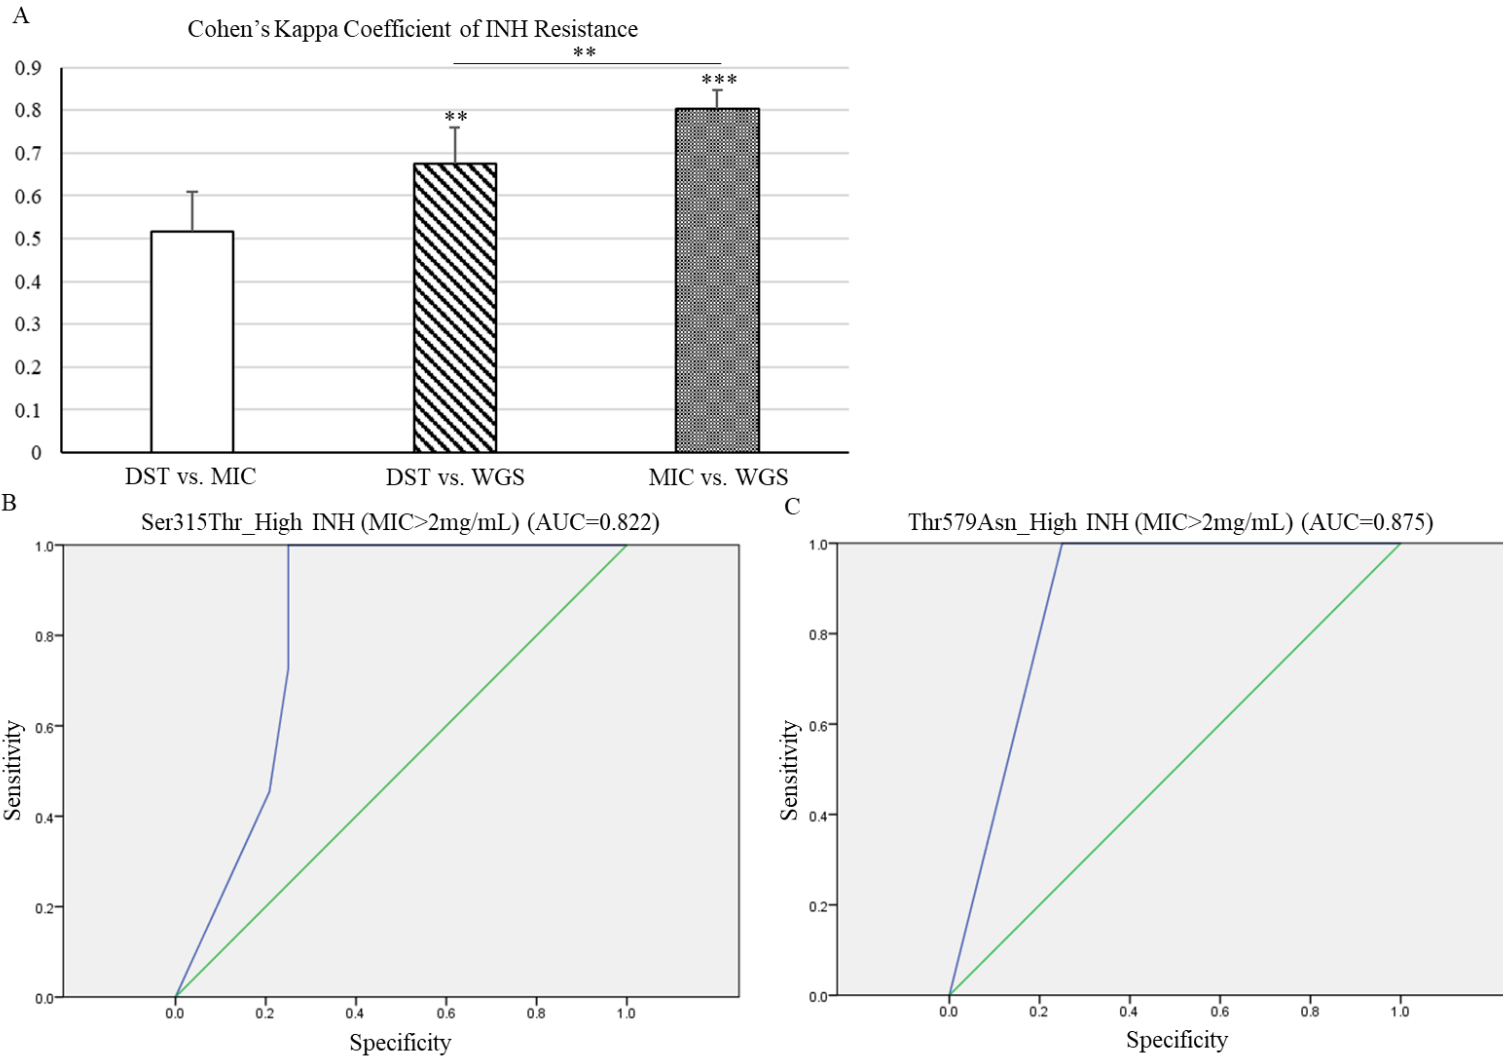 A
Cohen's Kappa Coefficient of INH Resistance
**
0.9
***
0.8
**
0.7
0.6
0.5
0.4
0.3
0.2
0.1
0
DST vs. MIC
DST vs. WGS
MIC vs. WGS
B
Ser315Thr_High INH (MIC>2mg/mL) (AUC=0.822)
1.0
0.8
0.6
0.4
0.2
0.0
Sensitivity
0.0 0.2 0.4 0.6 0.8 1.0
Specificity
C
Thr579Asn_High INH (MIC>2mg/mL) (AUC=0.875)
1.0
0.8
0.6
0.4
0.2
0.0
Sensitivity
0.0 0.2 0.4 0.6 0.8 1.0
Specificity